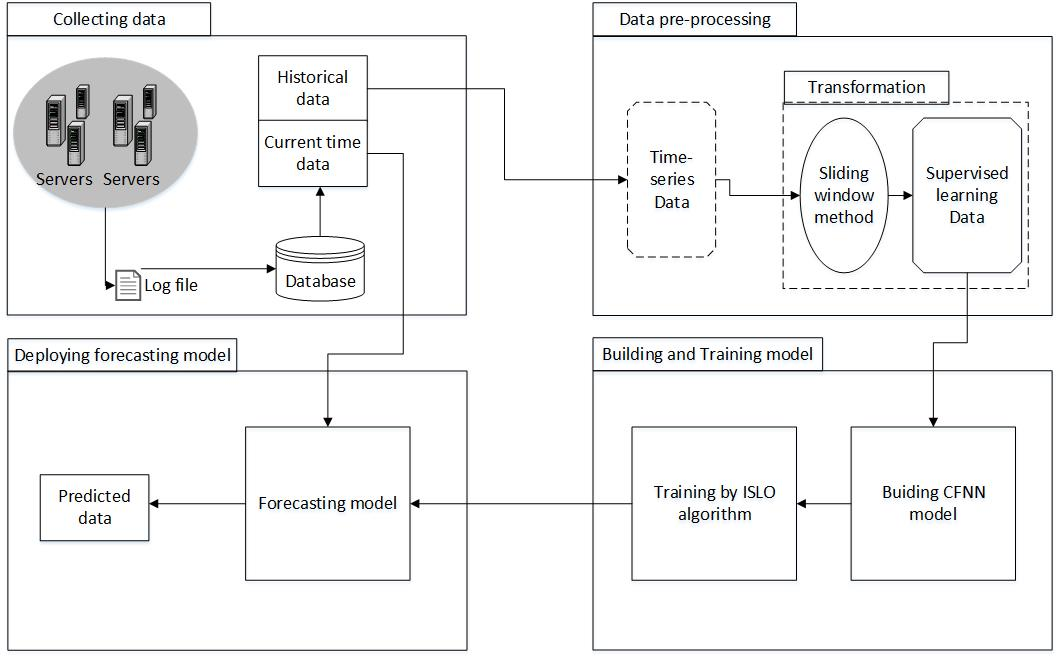 Collecting data
Historical
data
Current time
data
Servers Servers
Log file
Database
Data pre-processing
Transformation
Time-
series
Data
Sliding
window
method
Supervised
learning
Data
Deploying forecasting model
Predicted
data
Forecasting model
Building and Training model
Training by ISLO
algorithm
Buiding CFNN
model